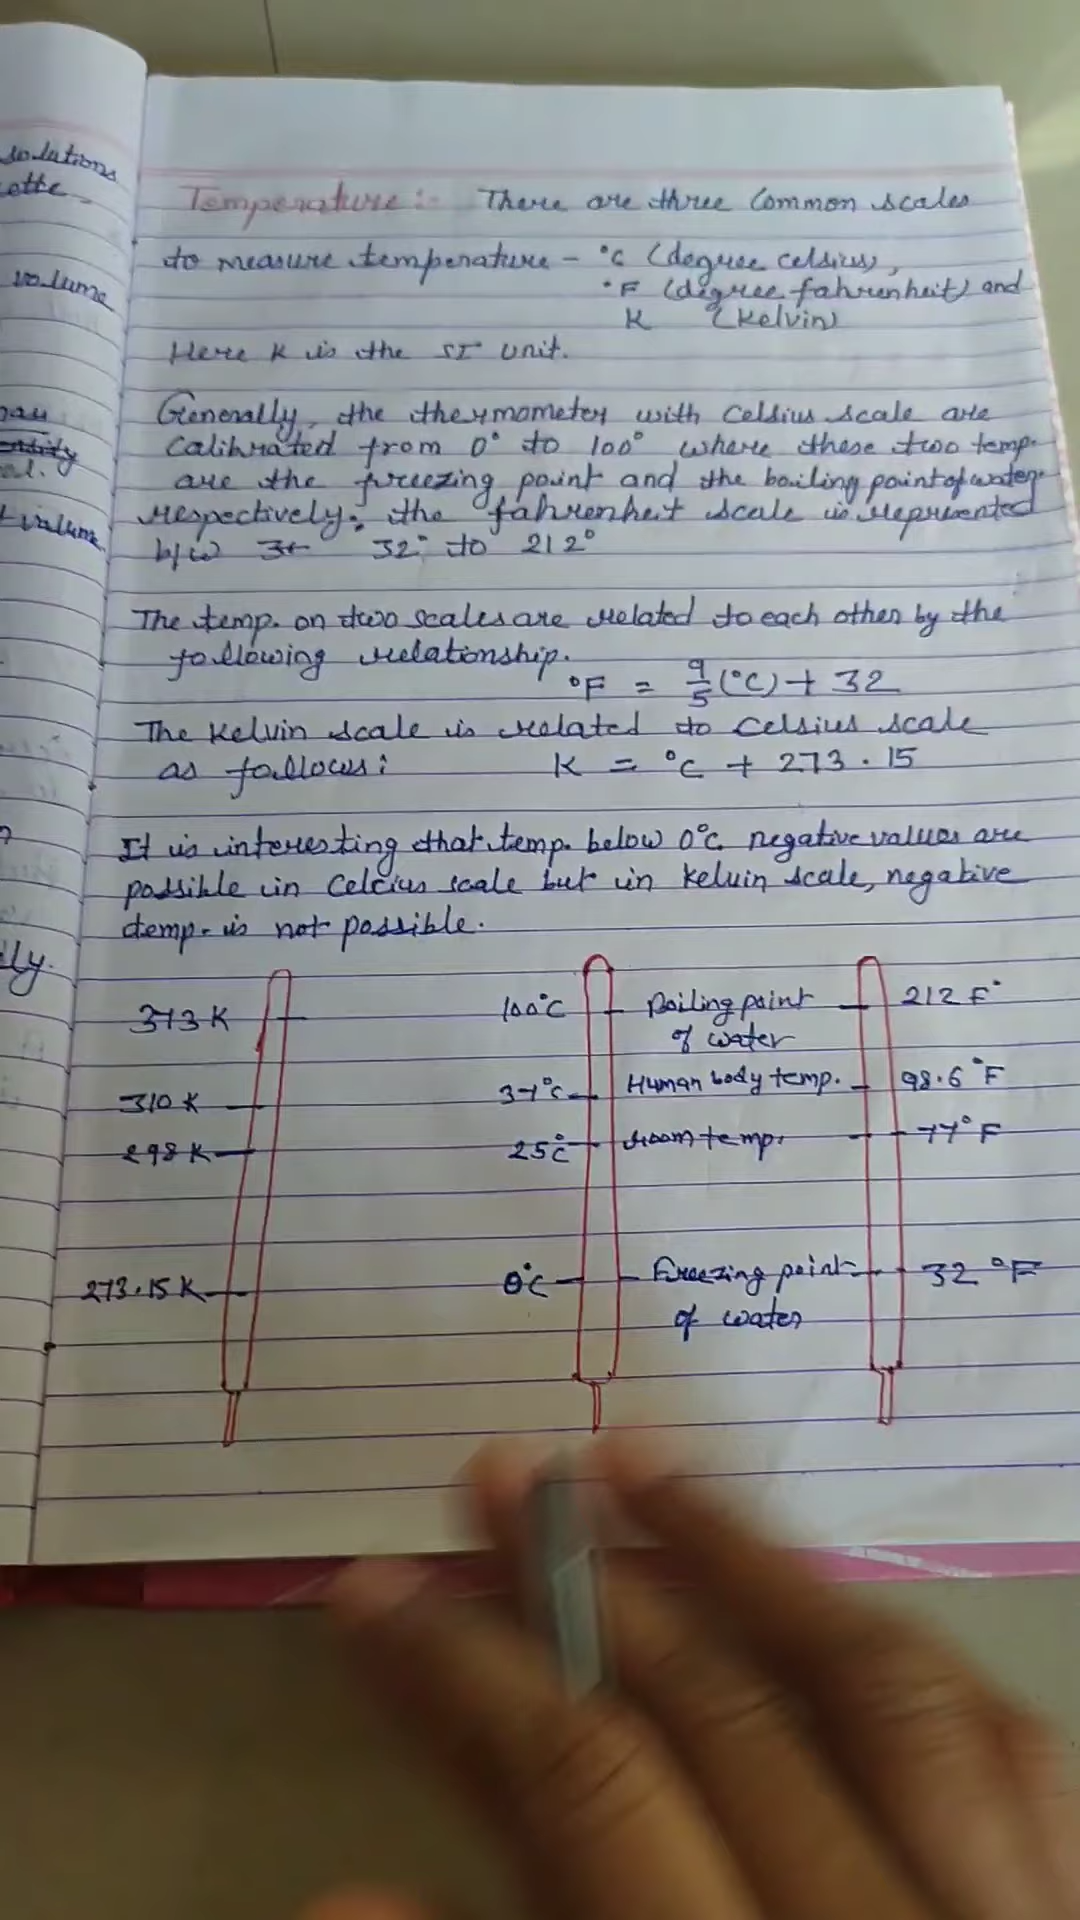 solutions
volume
Temperature :- There are three Common scales
to measure temperature - °C (degree celsius),
°F (degree fahrenheit) and
K (Kelvin)
Here K is the SI unit.
Generally, the thermometer with Celsius scale are
Calibrated from 0° to 100° where these two temp.
are the freezing point and the boiling point of water
respectively. the fahrenheit scale is represented
b/w 32° to 212°
The temp. on two scales are related to each other by the
following relationship.
°F = 9/5 (°C) + 32
The Kelvin scale is related to Celsius scale
as follows: K = °C + 273.15
It is interesting that temp. below 0°C negative values are
possible in Celcius scale but in Kelvin scale, negative
temp. is not possible.
373 K 100°C Boiling point 212 F°
of water
310 K 37°C Human body temp. 98.6°F
298 K 25°C room temp. 77°F
273.15 K 0°C Freezing point 32 °F
of water